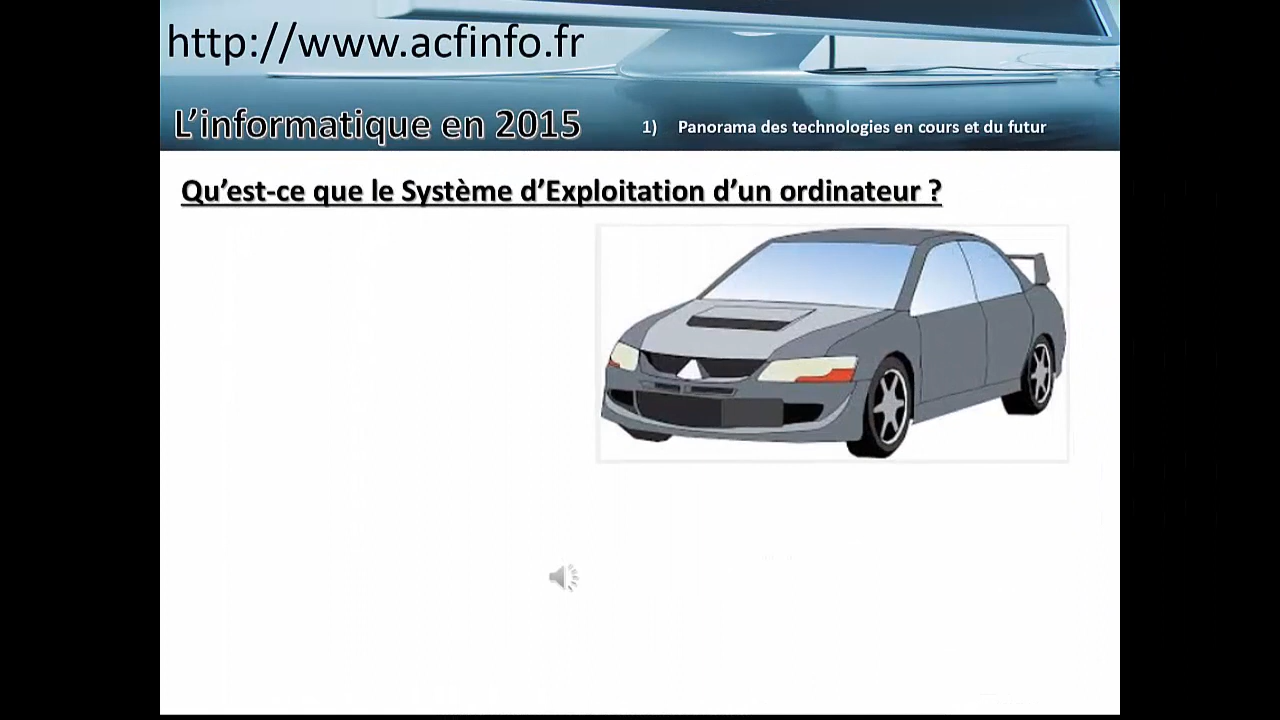 http://www.acfinfo.fr
L’informatique en 2015
1) Panorama des technologies en cours et du futur
Qu’est-ce que le Système d’Exploitation d’un ordinateur ?